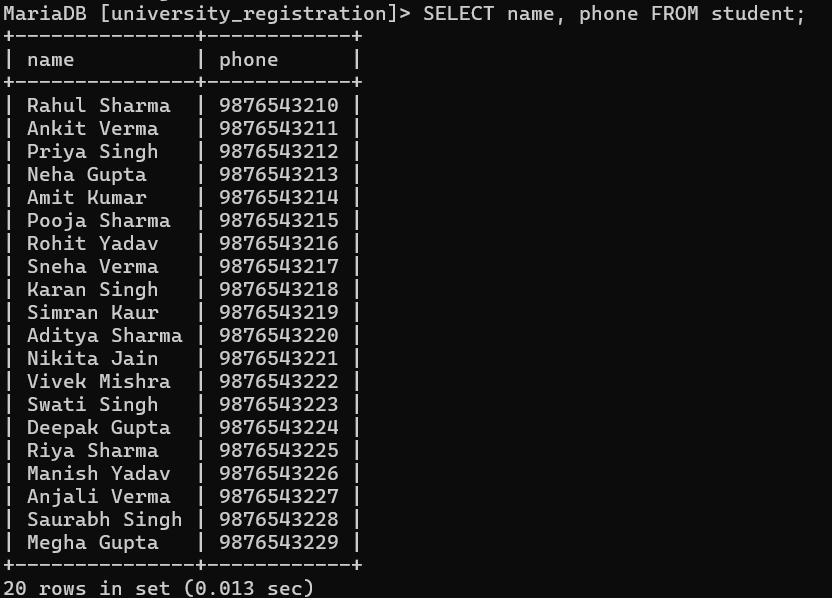 MariaDB [university_registration]> SELECT name, phone FROM student;
+---------------+------------+
| name          | phone      |
+---------------+------------+
| Rahul Sharma  | 9876543210 |
| Ankit Verma   | 9876543211 |
| Priya Singh   | 9876543212 |
| Neha Gupta    | 9876543213 |
| Amit Kumar    | 9876543214 |
| Pooja Sharma  | 9876543215 |
| Rohit Yadav   | 9876543216 |
| Sneha Verma   | 9876543217 |
| Karan Singh   | 9876543218 |
| Simran Kaur   | 9876543219 |
| Aditya Sharma | 9876543220 |
| Nikita Jain   | 9876543221 |
| Vivek Mishra  | 9876543222 |
| Swati Singh   | 9876543223 |
| Deepak Gupta  | 9876543224 |
| Riya Sharma   | 9876543225 |
| Manish Yadav  | 9876543226 |
| Anjali Verma  | 9876543227 |
| Saurabh Singh | 9876543228 |
| Megha Gupta   | 9876543229 |
+---------------+------------+
20 rows in set (0.013 sec)